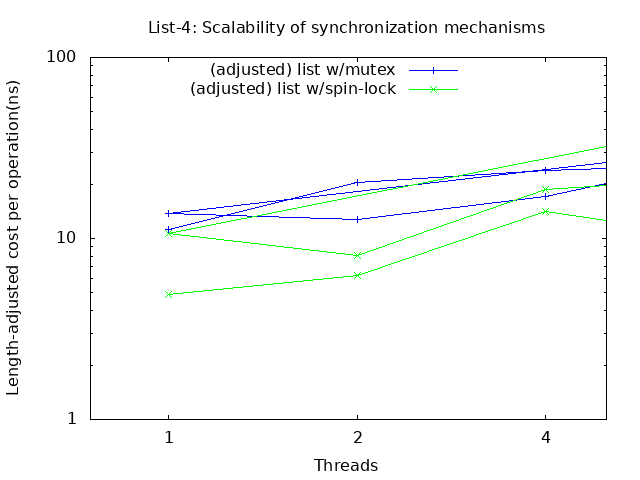 List-4: Scalability of synchronization mechanisms
100
(adjusted) list w/mutex
(adjusted) list w/spin-lock
Length-adjusted cost per operation(ns)
10
1
1
2
4
Threads